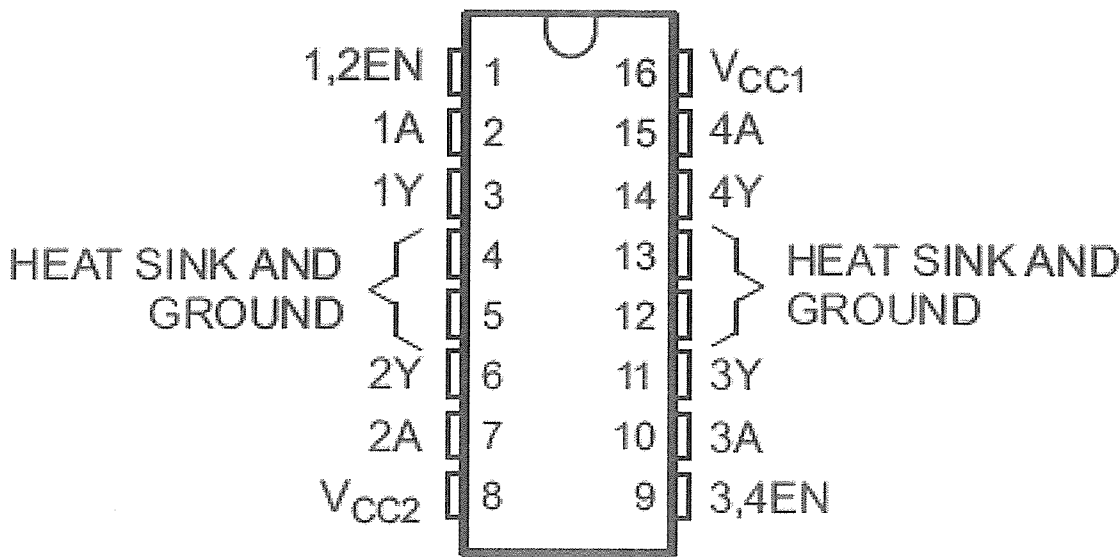 1,2EN 1 16 VCC1
1A 2 15 4A
1Y 3 14 4Y
HEAT SINK AND 4 13 HEAT SINK AND
GROUND 5 12 GROUND
2Y 6 11 3Y
2A 7 10 3A
VCC2 8 9 3,4EN